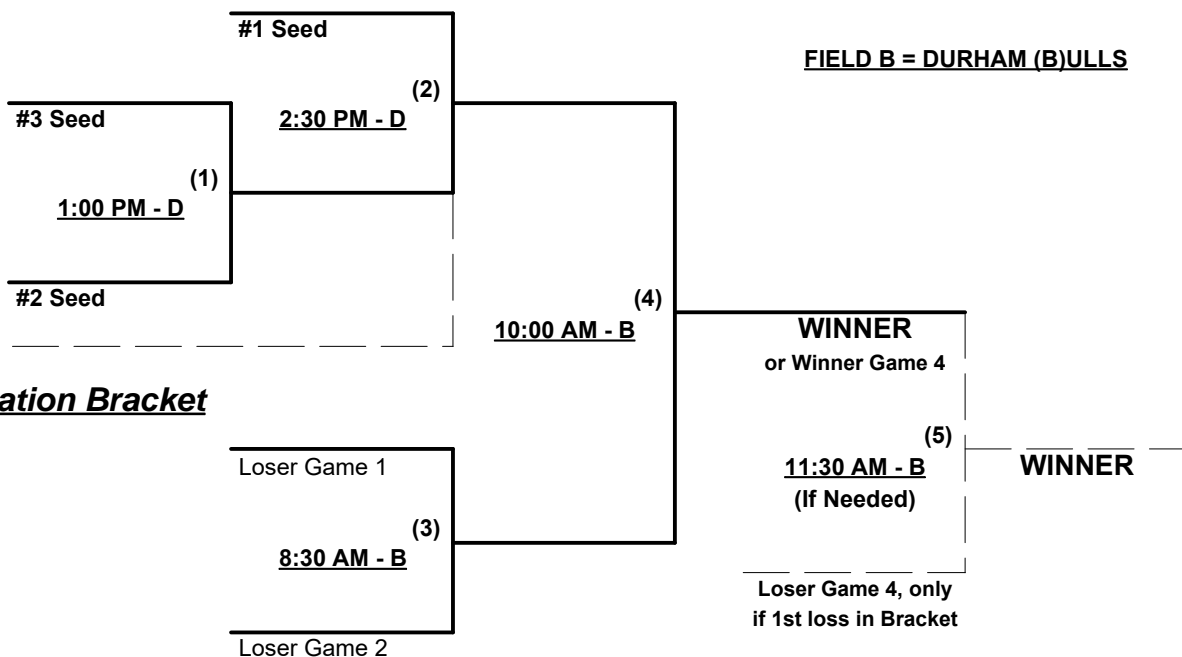 #1 Seed
FIELD B = DURHAM (B)ULLS
(2)
#3 Seed
2:30 PM - D
(1)
1:00 PM - D
#2 Seed
(4)
10:00 AM - B
WINNER
or Winner Game 4
ation Bracket
(5)
Loser Game 1
11:30 AM - B
WINNER
(If Needed)
(3)
8:30 AM - B
Loser Game 4, only
if 1st loss in Bracket
Loser Game 2